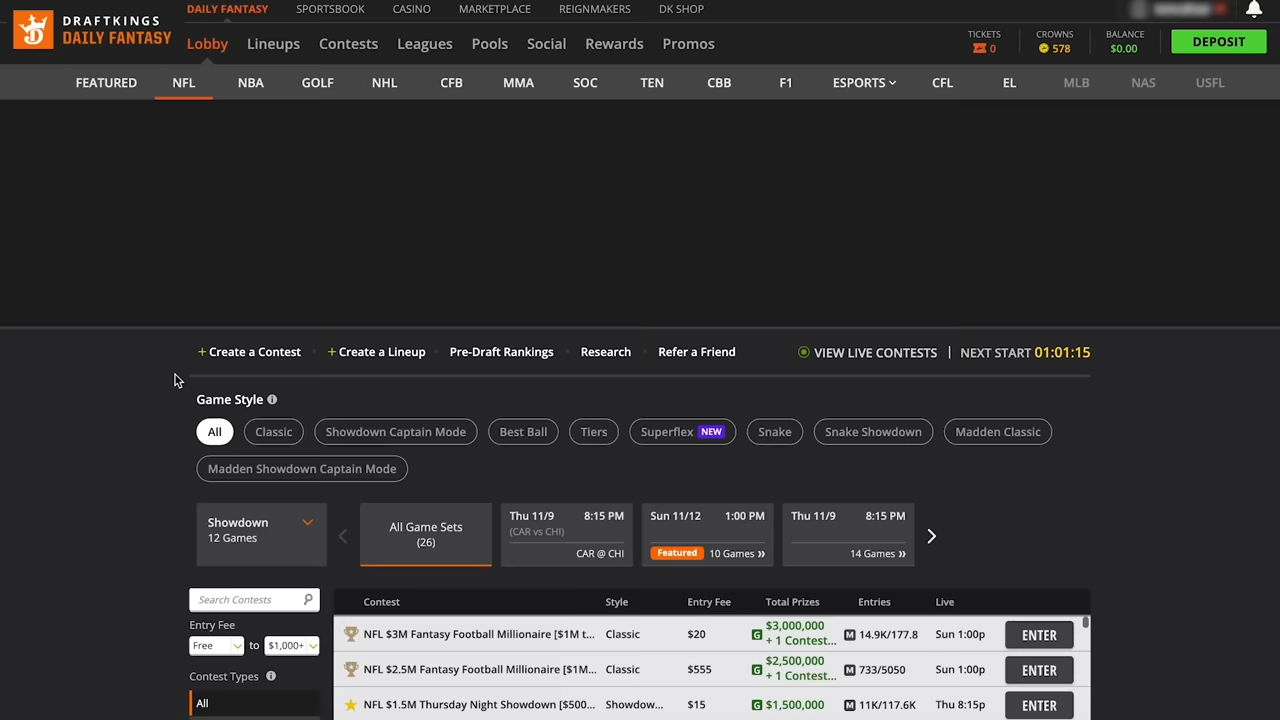 DAILY FANTASY SPORTSBOOK CASINO MARKETPLACE REIGNMAKERS DK SHOP
DRAFTKINGS
DAILY FANTASY
Lobby Lineups Contests Leagues Pools Social Rewards Promos
TICKETS CROWNS BALANCE
0 578 $0.00
DEPOSIT
FEATURED NFL NBA GOLF NHL CFB MMA SOC TEN CBB F1 ESPORTS CFL EL MLB NAS USFL
+ Create a Contest + Create a Lineup Pre-Draft Rankings Research Refer a Friend VIEW LIVE CONTESTS | NEXT START 01:01:15
Game Style
All Classic Showdown Captain Mode Best Ball Tiers Superflex NEW Snake Snake Showdown Madden Classic
Madden Showdown Captain Mode
Showdown
12 Games
All Game Sets
(26)
Thu 11/9 8:15 PM
(CAR vs CHI)
CAR @ CHI
Sun 11/12 1:00 PM
Featured 10 Games »
Thu 11/9 8:15 PM
14 Games »
Search Contests
Entry Fee
Free to $1,000+
Contest Types
All
Contest Style Entry Fee Total Prizes Entries Live
NFL $3M Fantasy Football Millionaire [$1M t... Classic $20 G $3,000,000 + 1 Contest... M 14.9K/177.8 Sun 1:00p ENTER
NFL $2.5M Fantasy Football Millionaire [$1M... Classic $555 G $2,500,000 + 1 Contest... M 733/5050 Sun 1:00p ENTER
NFL $1.5M Thursday Night Showdown [$500... Showdow... $15 G $1,500,000 M 11K/117.6K Thu 8:15p ENTER